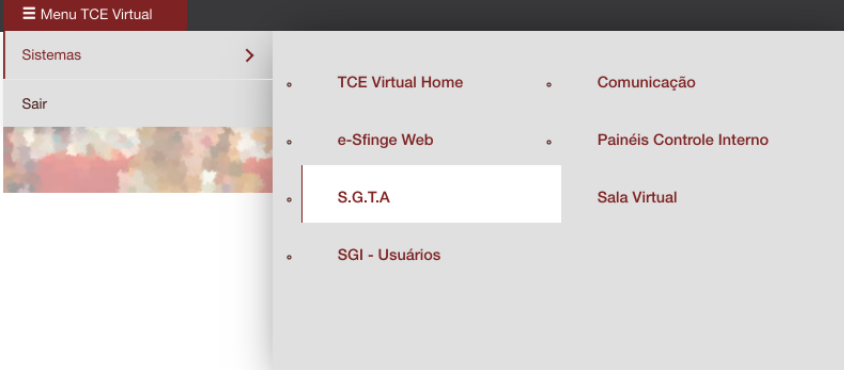 Menu TCE Virtual
Sistemas
Sair
TCE Virtual Home
Comunicação
e-Sfinge Web
Painéis Controle Interno
S.G.T.A
Sala Virtual
SGI - Usuários